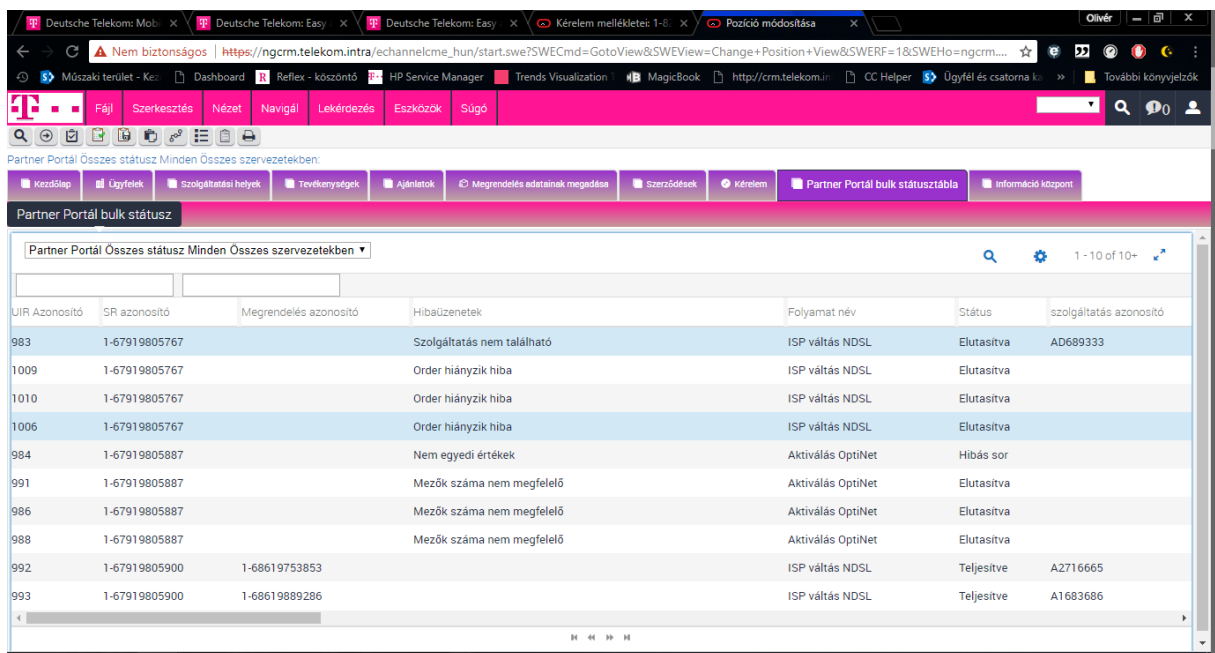 Deutsche Telekom: Mobi Deutsche Telekom: Easy Deutsche Telekom: Easy Kérelem mellékletei: 1-8 Pozíció módosítása Olivér
Nem biztonságos | https://ngcrm.telekom.intra/echannelcme_hun/start.swe?SWECmd=GotoView&SWEView=Change+Position+View&SWERF=1&SWEHo=ngcrm....
Műszaki terület - Kez Dashboard Reflex - köszöntő HP Service Manager Trends Visualization MagicBook http://crm.telekom.in CC Helper Ügyfél és csatorna ka » További könyvjelzők
T Fájl Szerkesztés Nézet Navigál Lekérdezés Eszközök Súgó 0
Partner Portál Összes státusz Minden Összes szervezetekben:
Kezdőlap Ügyfelek Szolgáltatási helyek Tevékenységek Ajánlatok Megrendelés adatainak megadása Szerződések Kérelem Partner Portál bulk státusztábla Információ központ
Partner Portál bulk státusz
Partner Portál Összes státusz Minden Összes szervezetekben 1 - 10 of 10+
UIR Azonosító SR azonosító Megrendelés azonosító Hibaüzenetek Folyamat név Státus szolgáltatás azonosító
983 1-67919805767 Szolgáltatás nem található ISP váltás NDSL Elutasítva AD689333
1009 1-67919805767 Order hiányzik hiba ISP váltás NDSL Elutasítva
1010 1-67919805767 Order hiányzik hiba ISP váltás NDSL Elutasítva
1006 1-67919805767 Order hiányzik hiba ISP váltás NDSL Elutasítva
984 1-67919805887 Nem egyedi értékek Aktiválás OptiNet Hibás sor
991 1-67919805887 Mezők száma nem megfelelő Aktiválás OptiNet Elutasítva
986 1-67919805887 Mezők száma nem megfelelő Aktiválás OptiNet Elutasítva
988 1-67919805887 Mezők száma nem megfelelő Aktiválás OptiNet Elutasítva
992 1-67919805900 1-68619753853 ISP váltás NDSL Teljesítve A2716665
993 1-67919805900 1-68619889286 ISP váltás NDSL Teljesítve A1683686